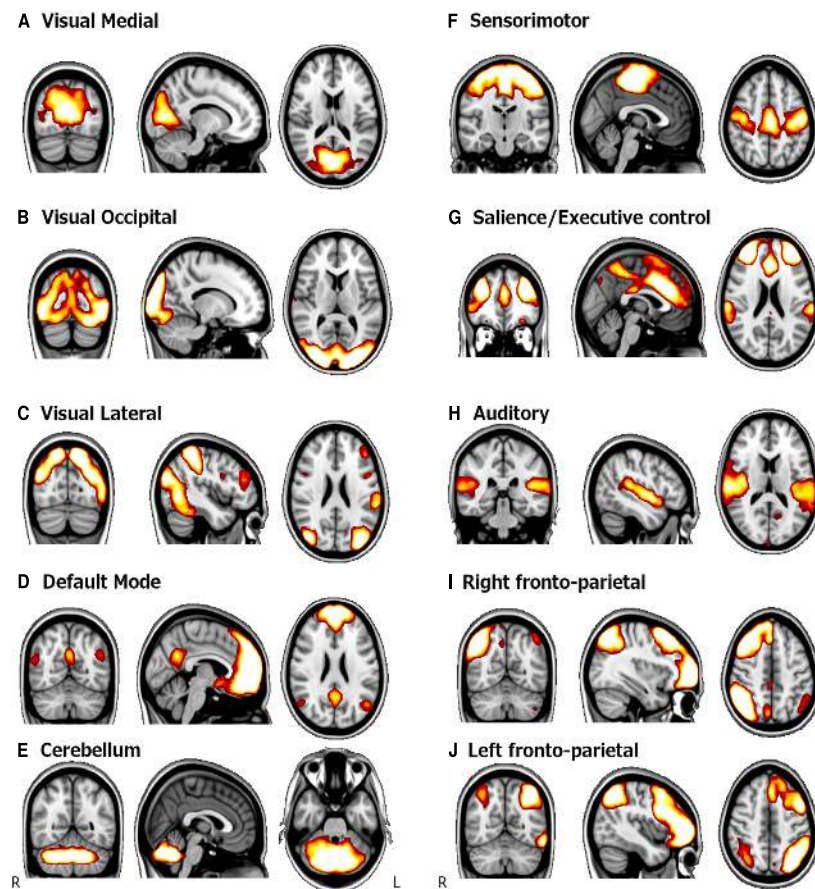 A Visual Medial
B Visual Occipital
C Visual Lateral
D Default Mode
E Cerebellum
R
L
F Sensorimotor
G Salience/Executive control
H Auditory
I Right fronto-parietal
J Left fronto-parietal
R